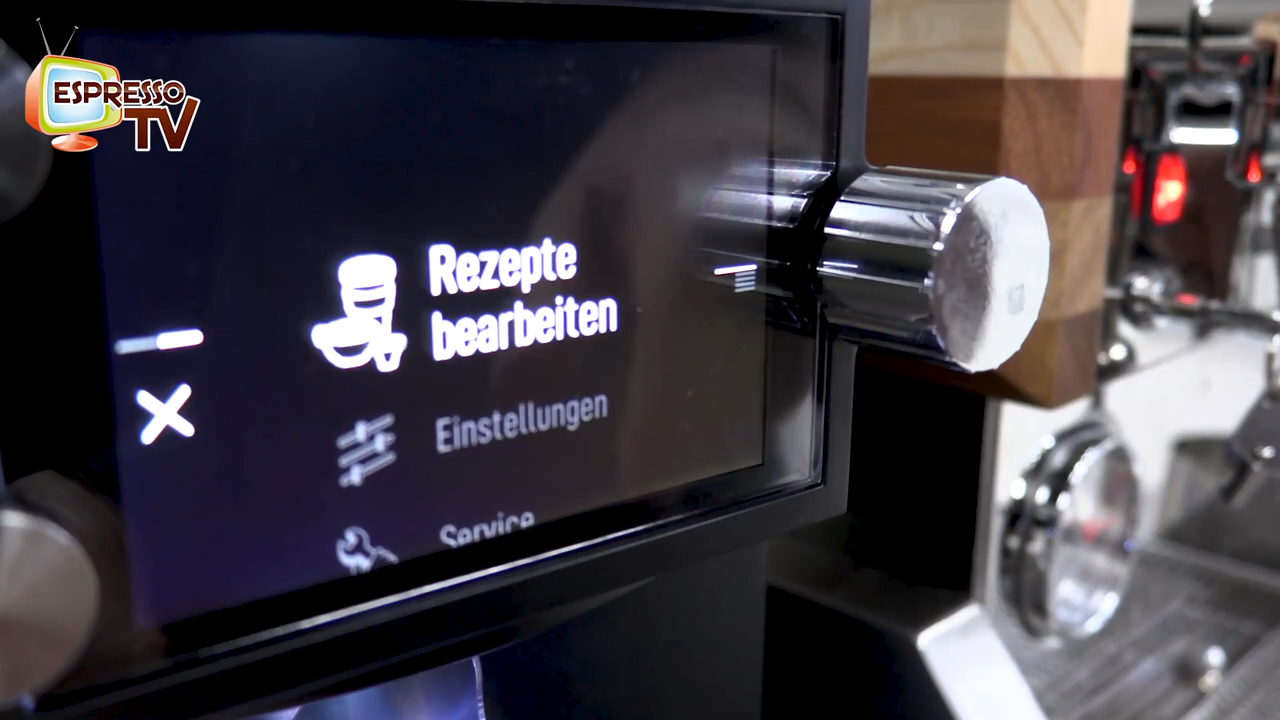 ESPRESSO
TV
Rezepte
bearbeiten
Einstellungen
Service